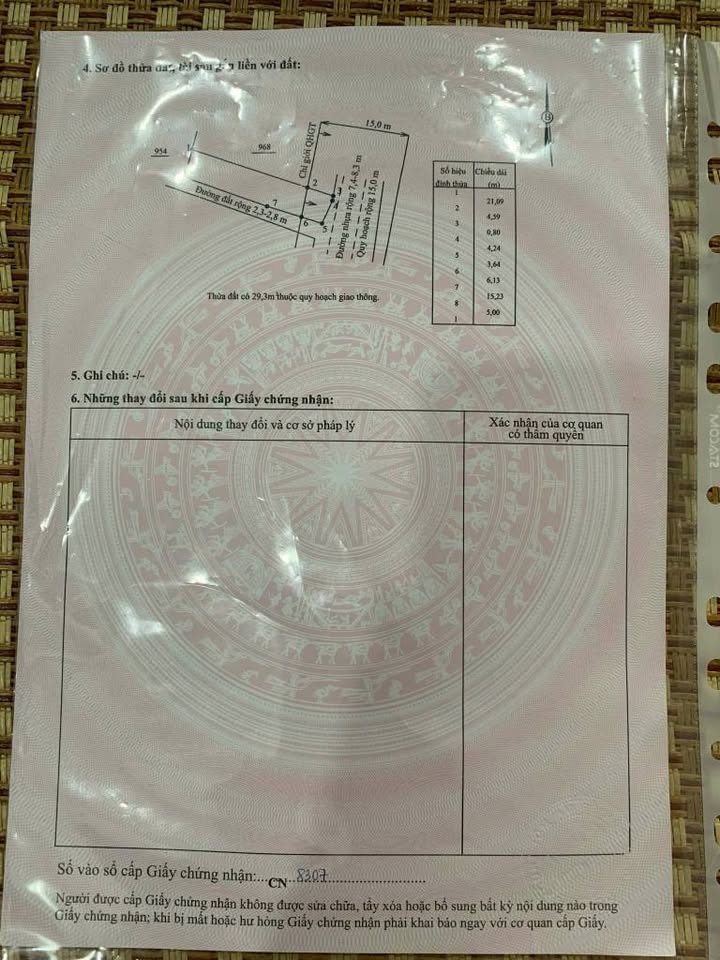 4. Sơ đồ thửa đất, tài sản gắn liền với đất:
15,0 m
954
1
968
Chỉ giới QHGT
2
3
4
5
6
7
Đường đất rộng 2,3-2,8 m
Đường nhựa rộng 7,4-8,3 m
Quy hoạch rộng 15,0 m
B
Số hiệu đỉnh thửa
Chiều dài (m)
1
21,09
2
4,59
3
0,80
4
4,24
5
3,64
6
6,13
7
15,23
8
5,00
1
Thửa đất có 29,3m² thuộc quy hoạch giao thông.
5. Ghi chú: -/-
6. Những thay đổi sau khi cấp Giấy chứng nhận:
Nội dung thay đổi và cơ sở pháp lý
Xác nhận của cơ quan
có thẩm quyền
Số vào sổ cấp Giấy chứng nhận:....CN..8307........................
Người được cấp Giấy chứng nhận không được sửa chữa, tẩy xóa hoặc bổ sung bất kỳ nội dung nào trong
Giấy chứng nhận; khi bị mất hoặc hư hỏng Giấy chứng nhận phải khai báo ngay với cơ quan cấp Giấy.